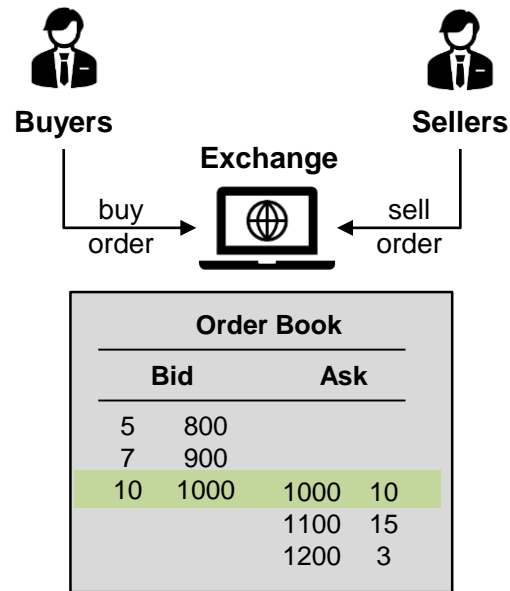 Buyers
Sellers
Exchange
buy
order
sell
order
Order Book
Bid Ask
5 800
7 900
10 1000 1000 10
1100 15
1200 3